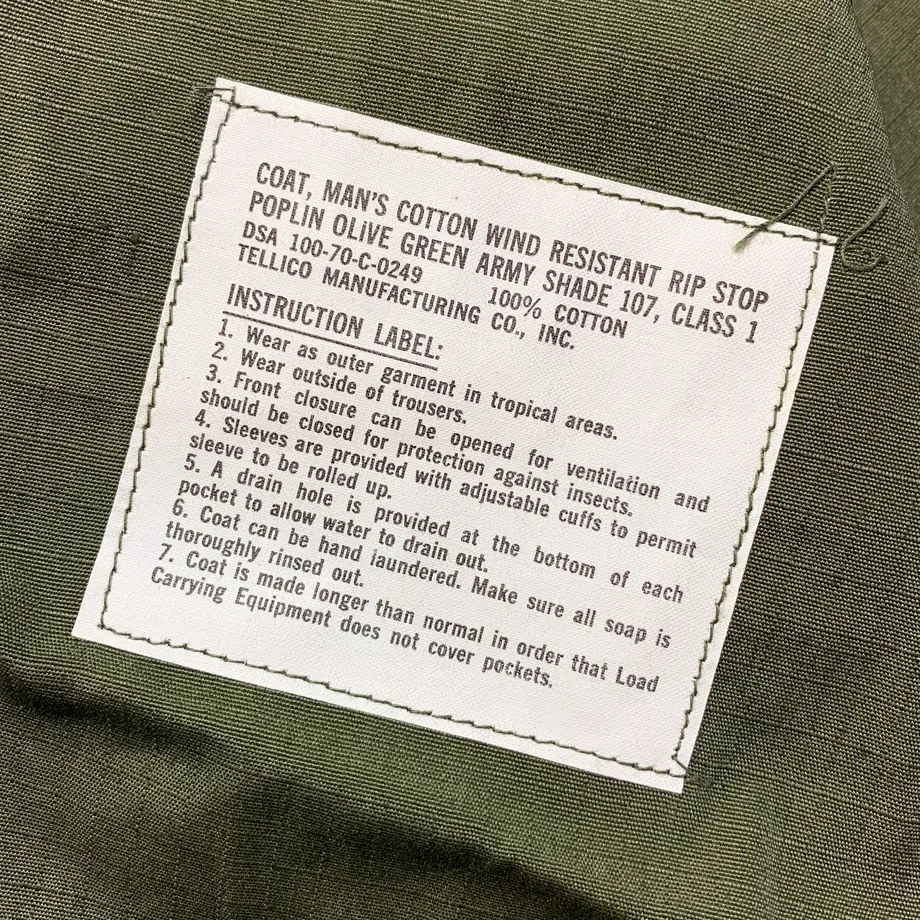 COAT, MAN'S COTTON WIND RESISTANT RIP STOP
POPLIN OLIVE GREEN ARMY SHADE 107, CLASS 1
DSA 100-70-C-0249 100% COTTON
TELLICO MANUFACTURING CO., INC.
INSTRUCTION LABEL:
1. Wear as outer garment in tropical areas.
2. Wear outside of trousers.
3. Front closure can be opened for ventilation and
should be closed for protection against insects.
4. Sleeves are provided with adjustable cuffs to permit
sleeve to be rolled up.
5. A drain hole is provided at the bottom of each
pocket to allow water to drain out.
6. Coat can be hand laundered. Make sure all soap is
thoroughly rinsed out.
7. Coat is made longer than normal in order that Load
Carrying Equipment does not cover pockets.